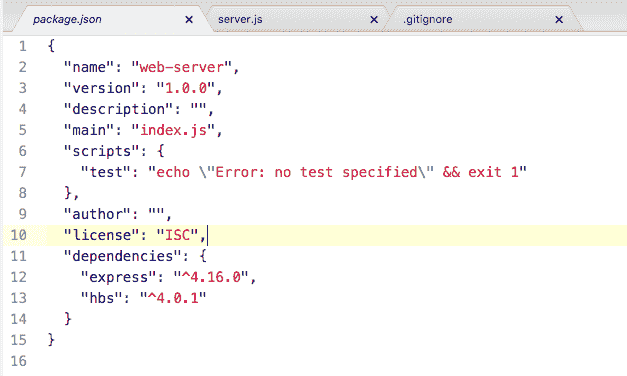 package.json × server.js × .gitignore ×
1 {
2 "name": "web-server",
3 "version": "1.0.0",
4 "description": "",
5 "main": "index.js",
6 "scripts": {
7 "test": "echo \"Error: no test specified\" && exit 1"
8 },
9 "author": "",
10 "license": "ISC",
11 "dependencies": {
12 "express": "^4.16.0",
13 "hbs": "^4.0.1"
14 }
15 }
16